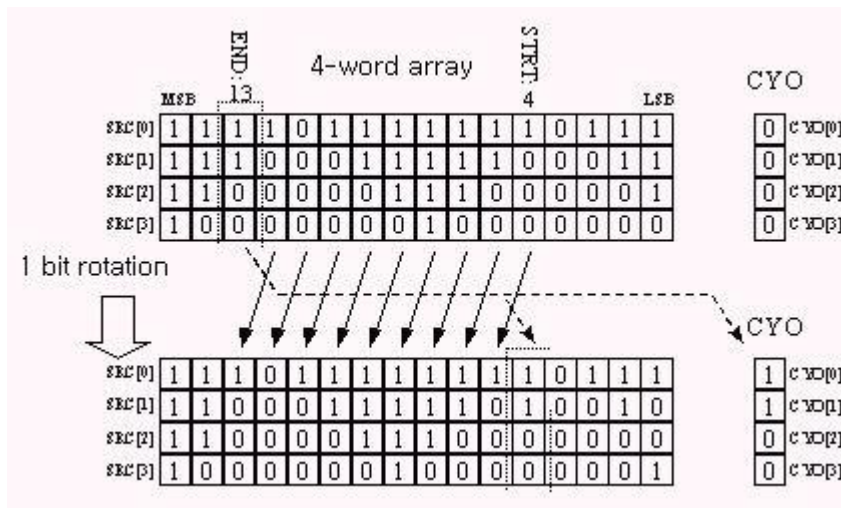 END: 13
4-word array
STRT: 4
CYO
MSB
LSB
SRC[0] 1 1 1 1 0 1 1 1 1 1 1 1 0 1 1 1 0 CYO[0]
SRC[1] 1 1 1 0 0 0 1 1 1 1 1 0 0 0 1 1 0 CYO[1]
SRC[2] 1 1 0 0 0 0 0 1 1 1 0 0 0 0 0 1 0 CYO[2]
SRC[3] 1 0 0 0 0 0 0 0 1 0 0 0 0 0 0 0 0 CYO[3]
1 bit rotation
CYO
SRC[0] 1 1 1 0 1 1 1 1 1 1 1 1 0 1 1 1 1 CYO[0]
SRC[1] 1 1 0 0 0 1 1 1 1 1 0 1 0 0 1 0 1 CYO[1]
SRC[2] 1 1 0 0 0 0 1 1 1 0 0 0 0 0 0 0 0 CYO[2]
SRC[3] 1 0 0 0 0 0 0 1 0 0 0 0 0 0 0 1 0 CYO[3]